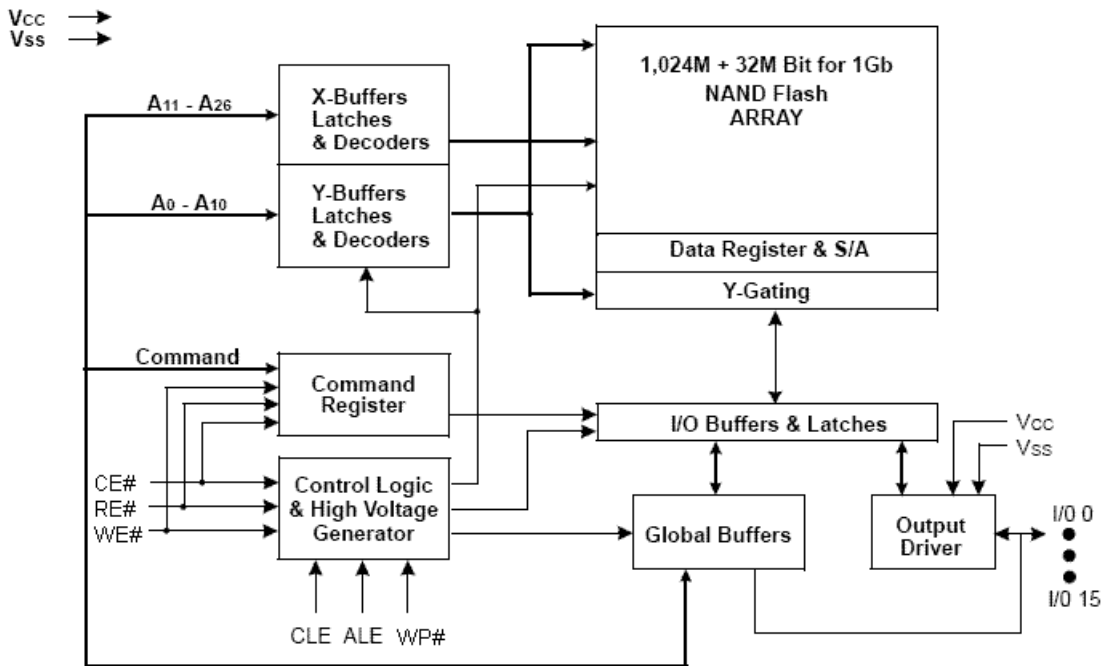 Vcc
Vss
A11 - A26
X-Buffers
Latches
& Decoders
1,024M + 32M Bit for 1Gb
NAND Flash
ARRAY
A0 - A10
Y-Buffers
Latches
& Decoders
Data Register & S/A
Y-Gating
Command
Command
Register
I/O Buffers & Latches
Vcc
Vss
CE#
RE#
WE#
Control Logic
& High Voltage
Generator
Global Buffers
Output
Driver
I/0 0
I/0 15
CLE
ALE
WP#